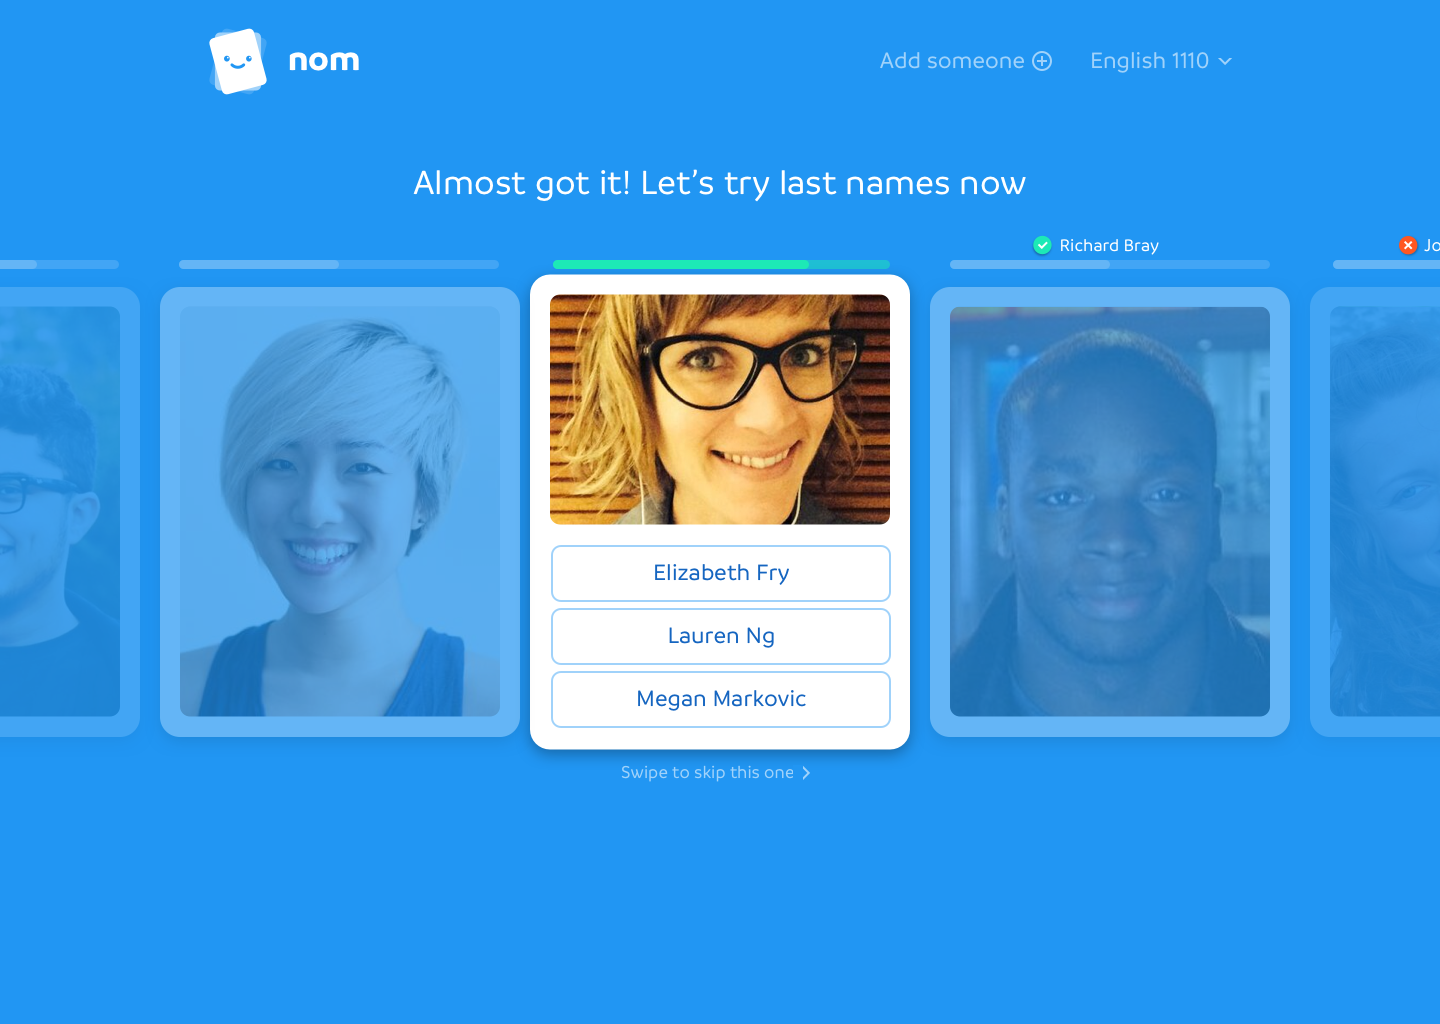 nom
Add someone
English 1110
Almost got it! Let’s try last names now
Richard Bray
Jo
Elizabeth Fry
Lauren Ng
Megan Markovic
Swipe to skip this one